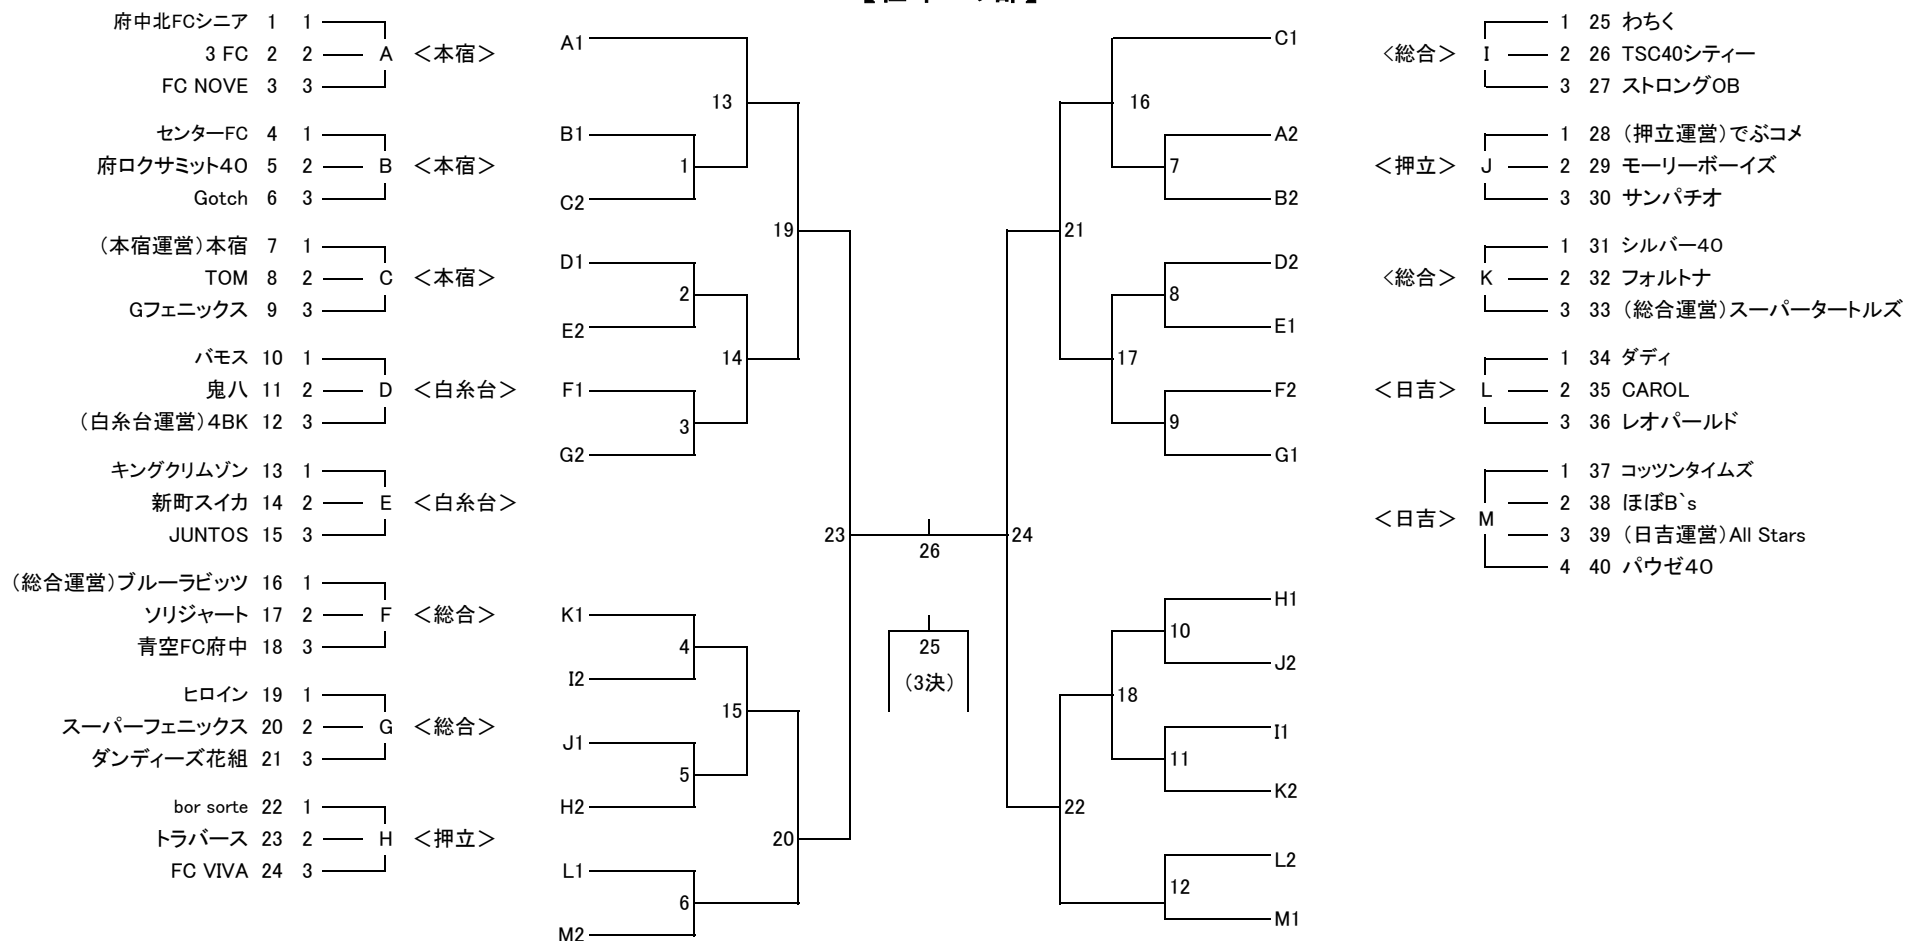 府中北FCシニア 1 1
3 FC 2 2 A <本宿>
FC NOVE 3 3
センターFC 4 1
府ロクサミット40 5 2 B <本宿>
Gotch 6 3
(本宿運営)本宿 7 1
TOM 8 2 C <本宿>
Gフェニックス 9 3
バモス 10 1
鬼八 11 2 D <白糸台>
(白糸台運営)4BK 12 3
キングクリムゾン 13 1
新町スイカ 14 2 E <白糸台>
JUNTOS 15 3
(総合運営)ブルーラビッツ 16 1
ソリジャート 17 2 F <総合>
青空FC府中 18 3
ヒロイン 19 1
スーパーフェニックス 20 2 G <総合>
ダンディーズ花組 21 3
bor sorte 22 1
トラバース 23 2 H <押立>
FC VIVA 24 3
A1
13
B1
1
C2
19
D1
2
E2
14
F1
3
G2
23
K1
4
I2
15
J1
5
H2
20
L1
6
M2
26
25
(3決)
C1
16
A2
7
B2
21
D2
8
E1
17
F2
9
G1
24
H1
10
J2
18
I1
11
K2
22
L2
12
M1
1 25 わちく
<総合> I 2 26 TSC40シティー
3 27 ストロングOB
1 28 (押立運営)でぶコメ
<押立> J 2 29 モーリーボーイズ
3 30 サンパチオ
1 31 シルバー40
<総合> K 2 32 フォルトナ
3 33 (総合運営)スーパータートルズ
1 34 ダディ
<日吉> L 2 35 CAROL
3 36 レオパールド
1 37 コッツンタイムズ
2 38 ほぼB`s
<日吉> M
3 39 (日吉運営)All Stars
4 40 パウゼ40